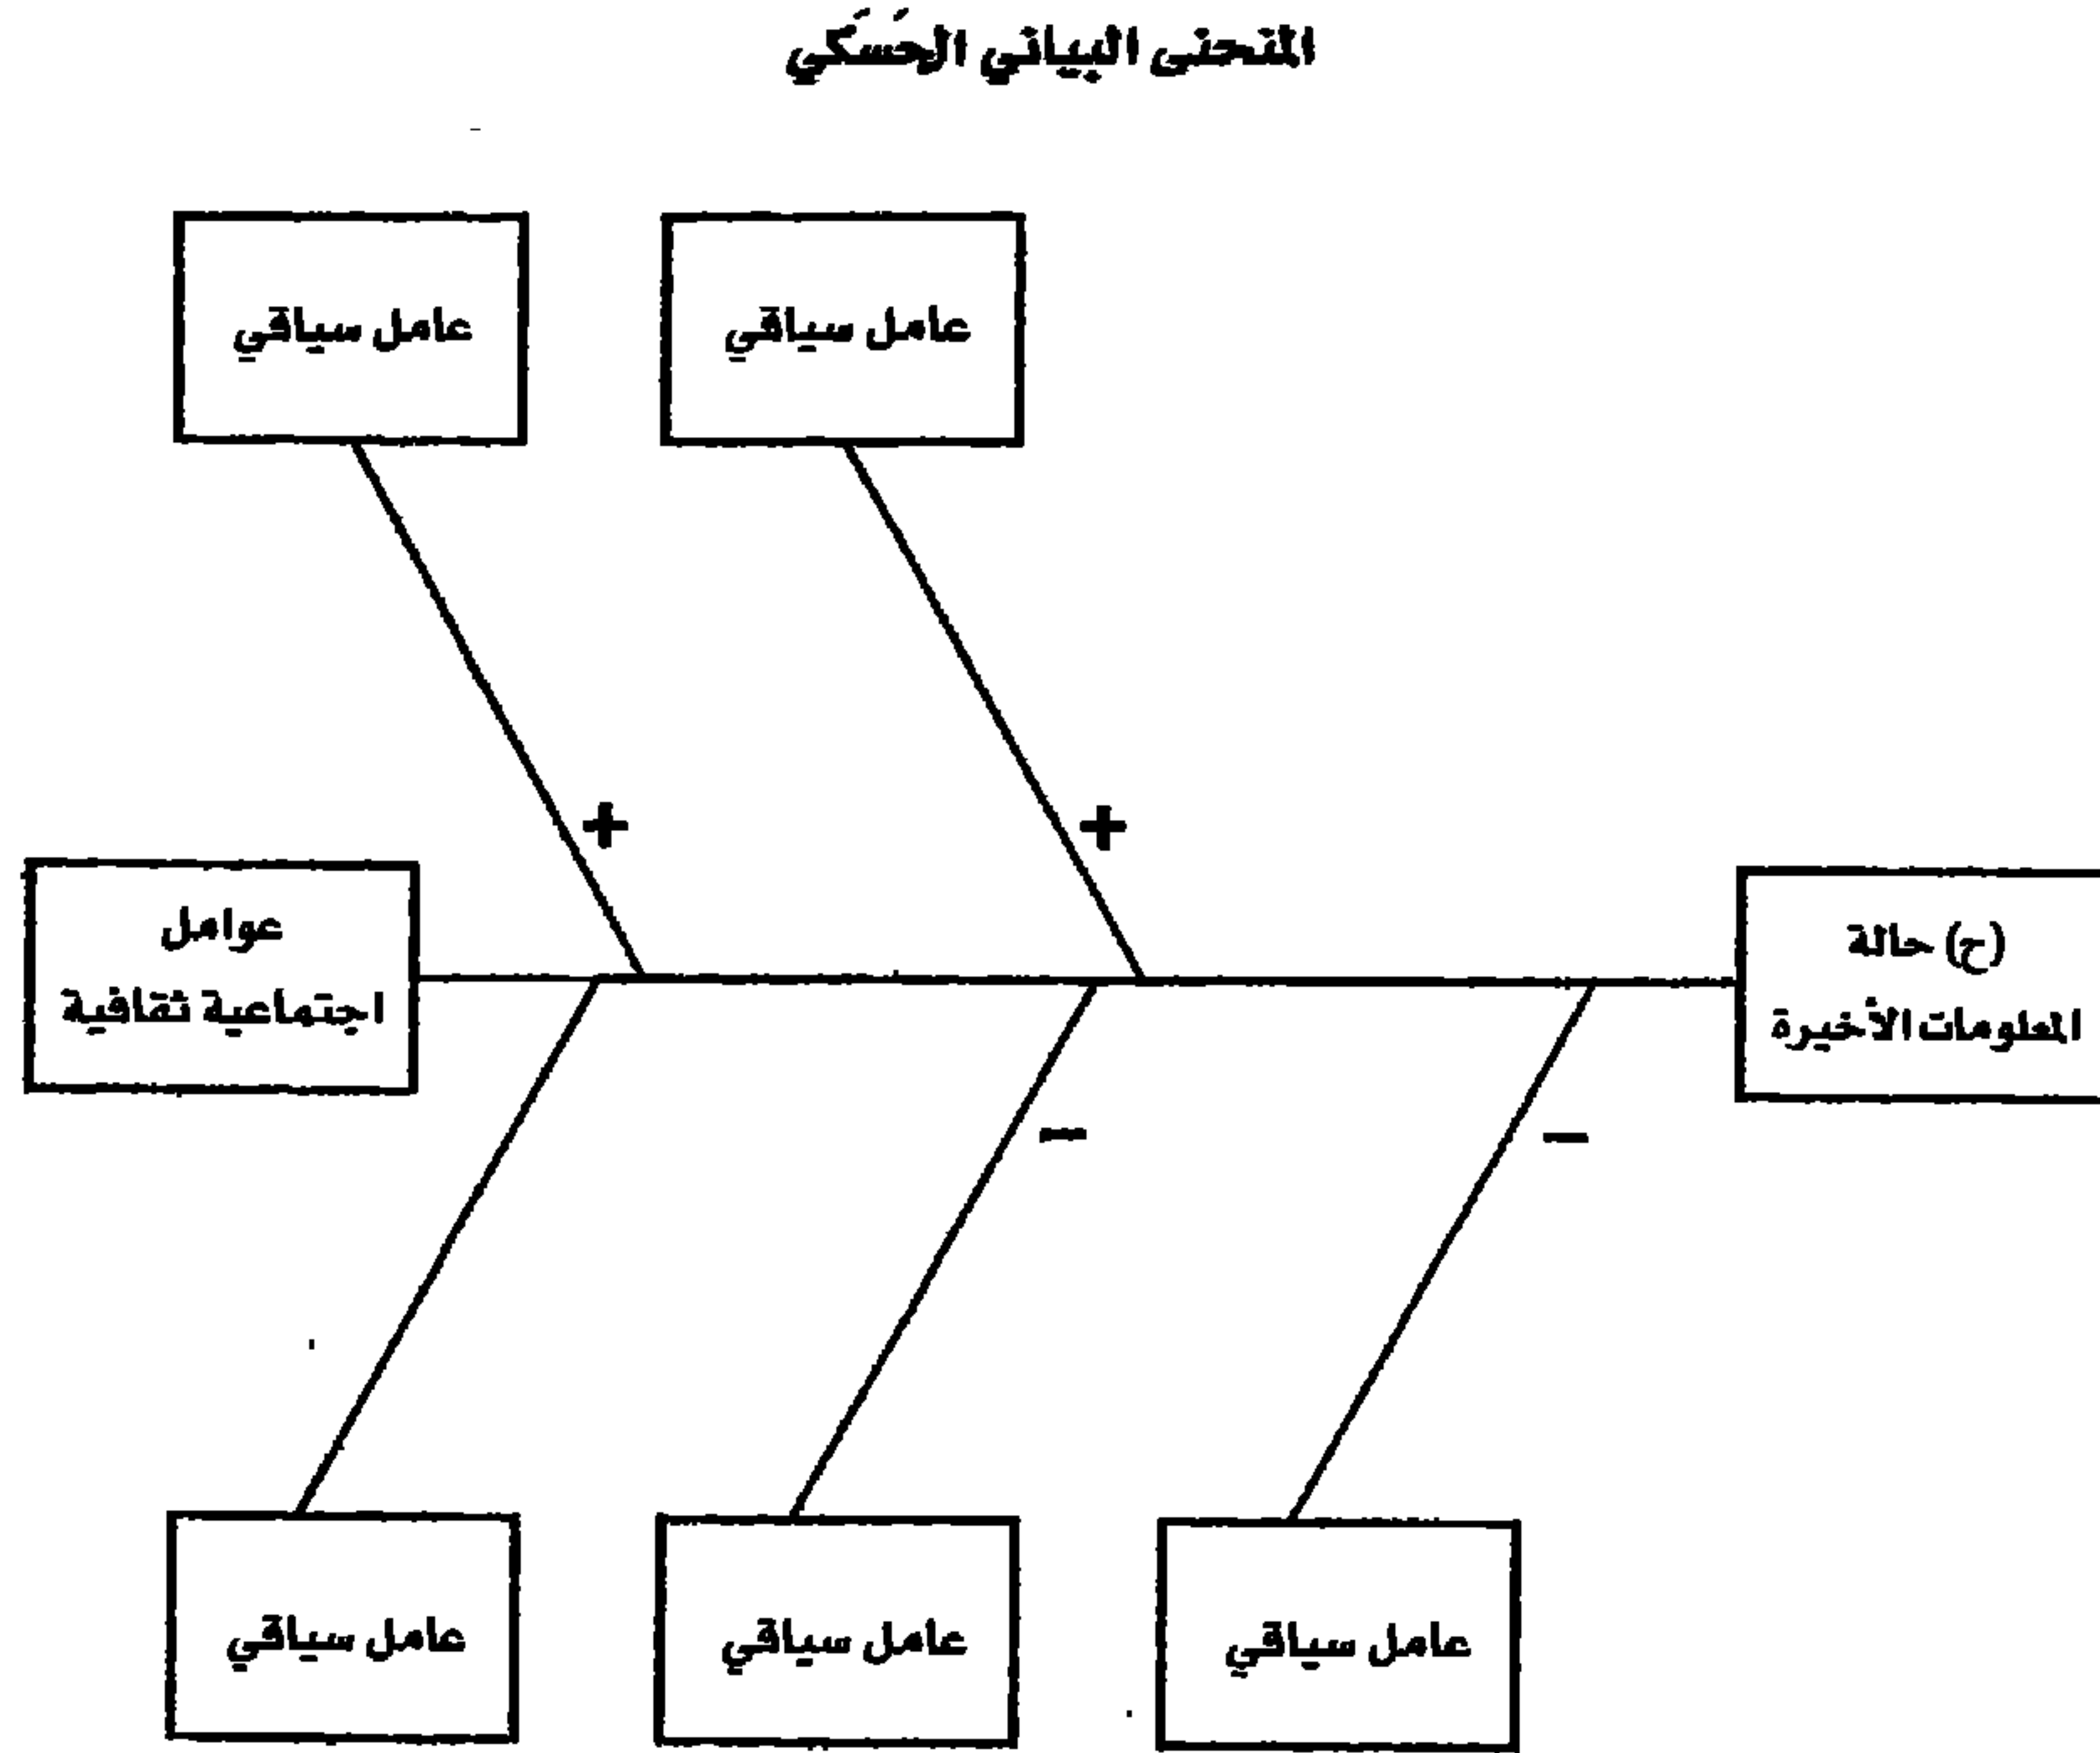 المنحنى البياني الحَسَكي
عامل سياقي
عامل سياقي
+
+
عوامل
اجتماعية ثقافية
(ح) حالة
المعلومات الأخيرة
–
–
عامل سياقي
عامل سياقي
عامل سياقي